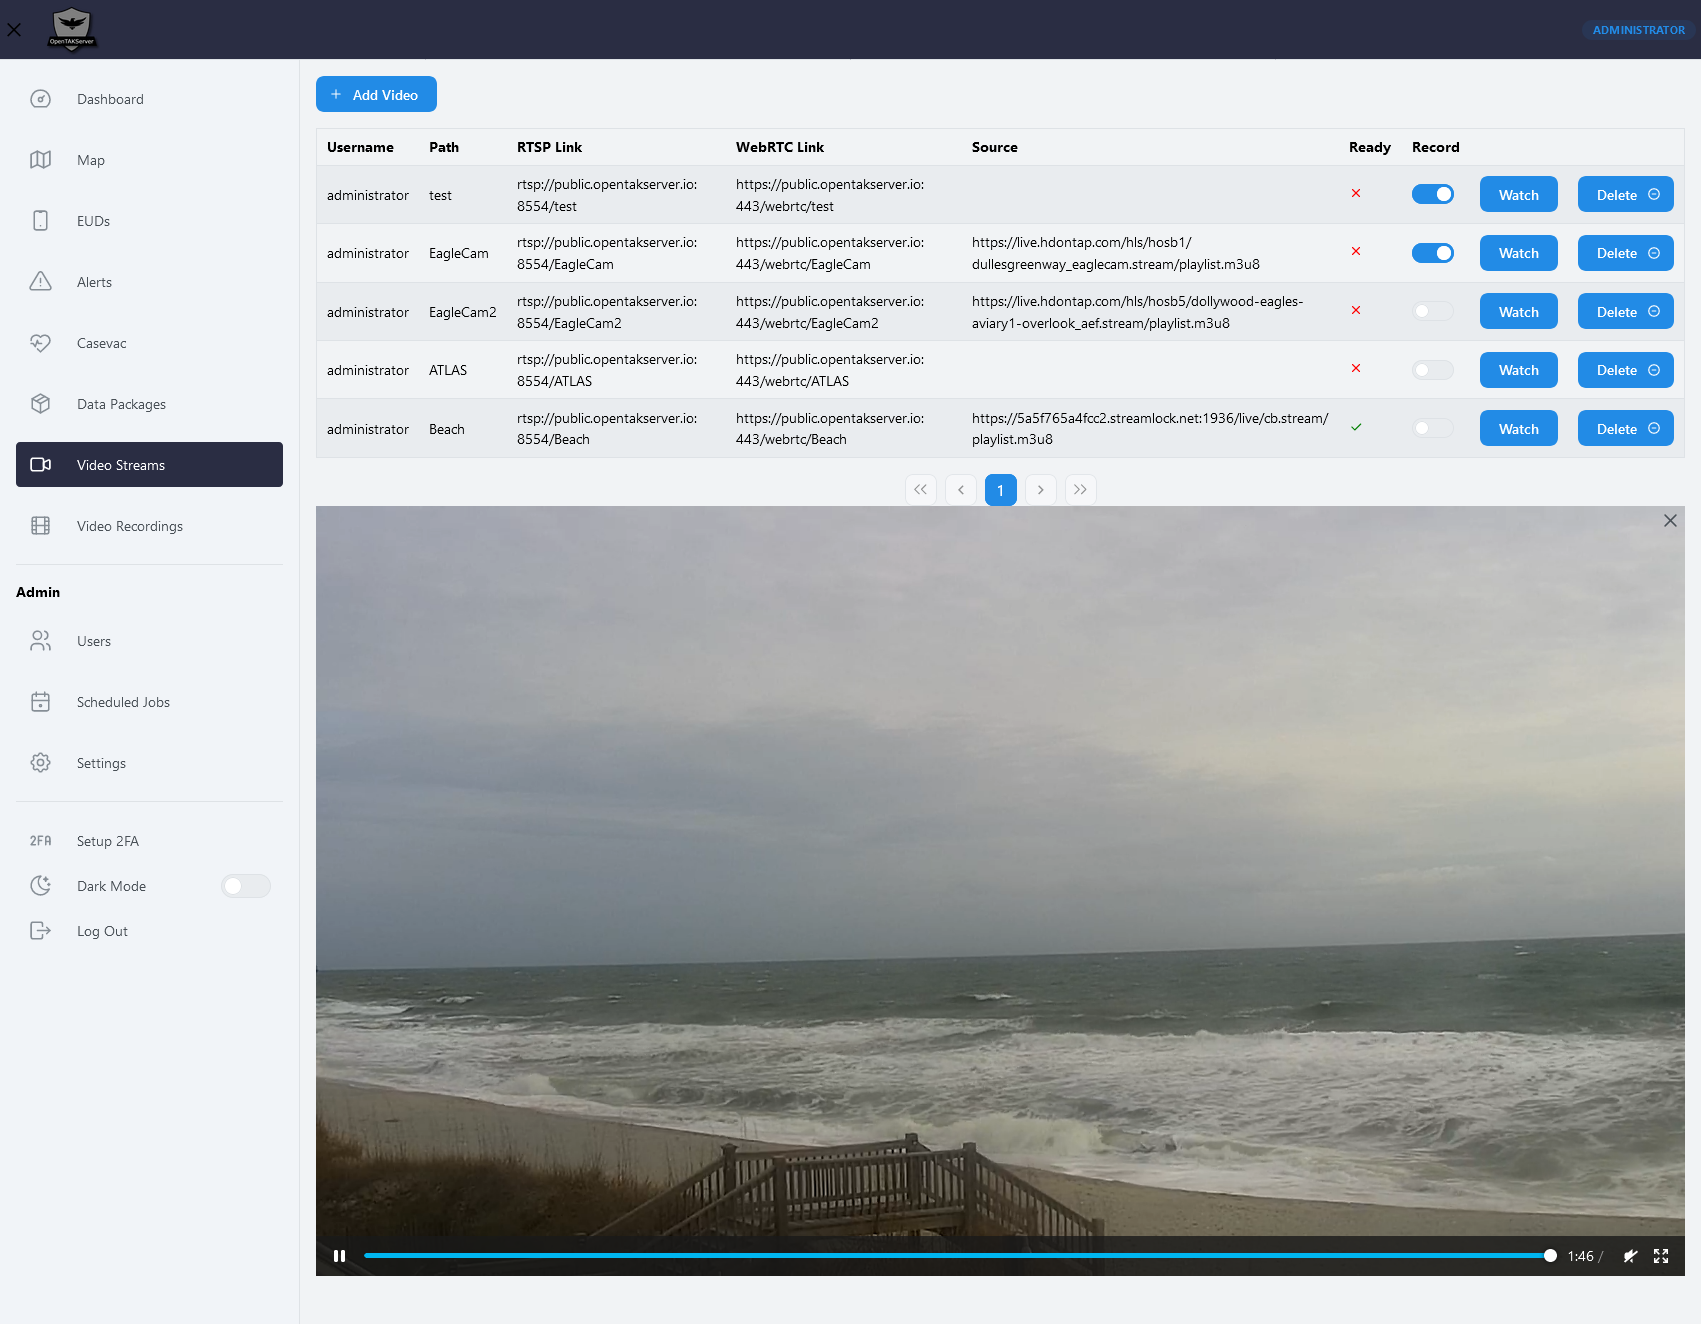 OpenTAKServer
ADMINISTRATOR
Dashboard
Map
EUDs
Alerts
Casevac
Data Packages
Video Streams
Video Recordings
Admin
Users
Scheduled Jobs
Settings
2FA Setup 2FA
Dark Mode
Log Out
+ Add Video
Username Path RTSP Link WebRTC Link Source Ready Record
administrator test rtsp://public.opentakserver.io: https://public.opentakserver.io: Watch Delete
8554/test 443/webrtc/test
administrator EagleCam rtsp://public.opentakserver.io: https://public.opentakserver.io: https://live.hdontap.com/hls/hosb1/ Watch Delete
8554/EagleCam 443/webrtc/EagleCam dullesgreenway_eaglecam.stream/playlist.m3u8
administrator EagleCam2 rtsp://public.opentakserver.io: https://public.opentakserver.io: https://live.hdontap.com/hls/hosb5/dollywood-eagles- Watch Delete
8554/EagleCam2 443/webrtc/EagleCam2 aviary1-overlook_aef.stream/playlist.m3u8
administrator ATLAS rtsp://public.opentakserver.io: https://public.opentakserver.io: Watch Delete
8554/ATLAS 443/webrtc/ATLAS
administrator Beach rtsp://public.opentakserver.io: https://public.opentakserver.io: https://5a5f765a4fcc2.streamlock.net:1936/live/cb.stream/ Watch Delete
8554/Beach 443/webrtc/Beach playlist.m3u8
1
1:46 /